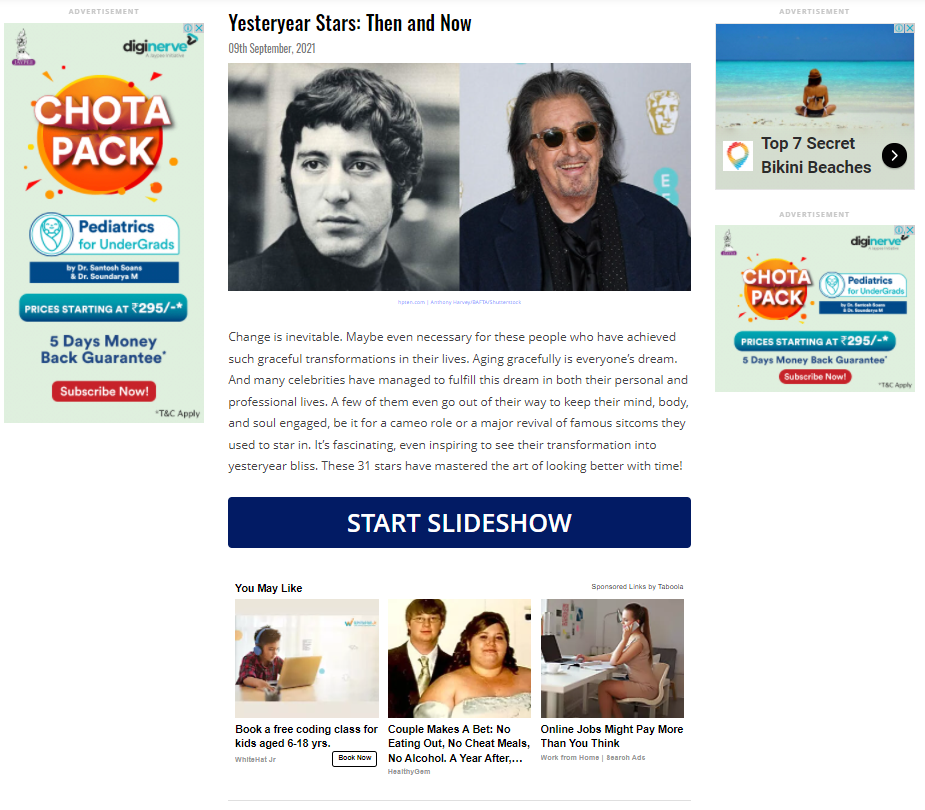 ADVERTISEMENT
diginerve
A Jaypee Initiative
JAYPEE
CHOTA
PACK
Pediatrics
for UnderGrads
by Dr. Santosh Soans
& Dr. Soundarya M
PRICES STARTING AT ₹295/-*
5 Days Money
Back Guarantee*
Subscribe Now!
*T&C Apply
Yesteryear Stars: Then and Now
09th September, 2021
BAFTA
EE
hpten.com | Anthony Harvey/BAFTA/Shutterstock
Change is inevitable. Maybe even necessary for these people who have achieved
such graceful transformations in their lives. Aging gracefully is everyone's dream.
And many celebrities have managed to fulfill this dream in both their personal and
professional lives. A few of them even go out of their way to keep their mind, body,
and soul engaged, be it for a cameo role or a major revival of famous sitcoms they
used to star in. It's fascinating, even inspiring to see their transformation into
yesteryear bliss. These 31 stars have mastered the art of looking better with time!
START SLIDESHOW
You May Like
Sponsored Links by Taboola
Book a free coding class for
kids aged 6-18 yrs.
WhiteHat Jr
Book Now
Couple Makes A Bet: No
Eating Out, No Cheat Meals,
No Alcohol. A Year After,...
HealthyGem
Online Jobs Might Pay More
Than You Think
Work from Home | Search Ads
ADVERTISEMENT
Top 7 Secret
Bikini Beaches
ADVERTISEMENT
diginerve
CHOTA
PACK
Pediatrics
for UnderGrads
by Dr. Santosh Soans
& Dr. Soundarya M
PRICES STARTING AT ₹295/-*
5 Days Money Back Guarantee*
Subscribe Now!
*T&C Apply